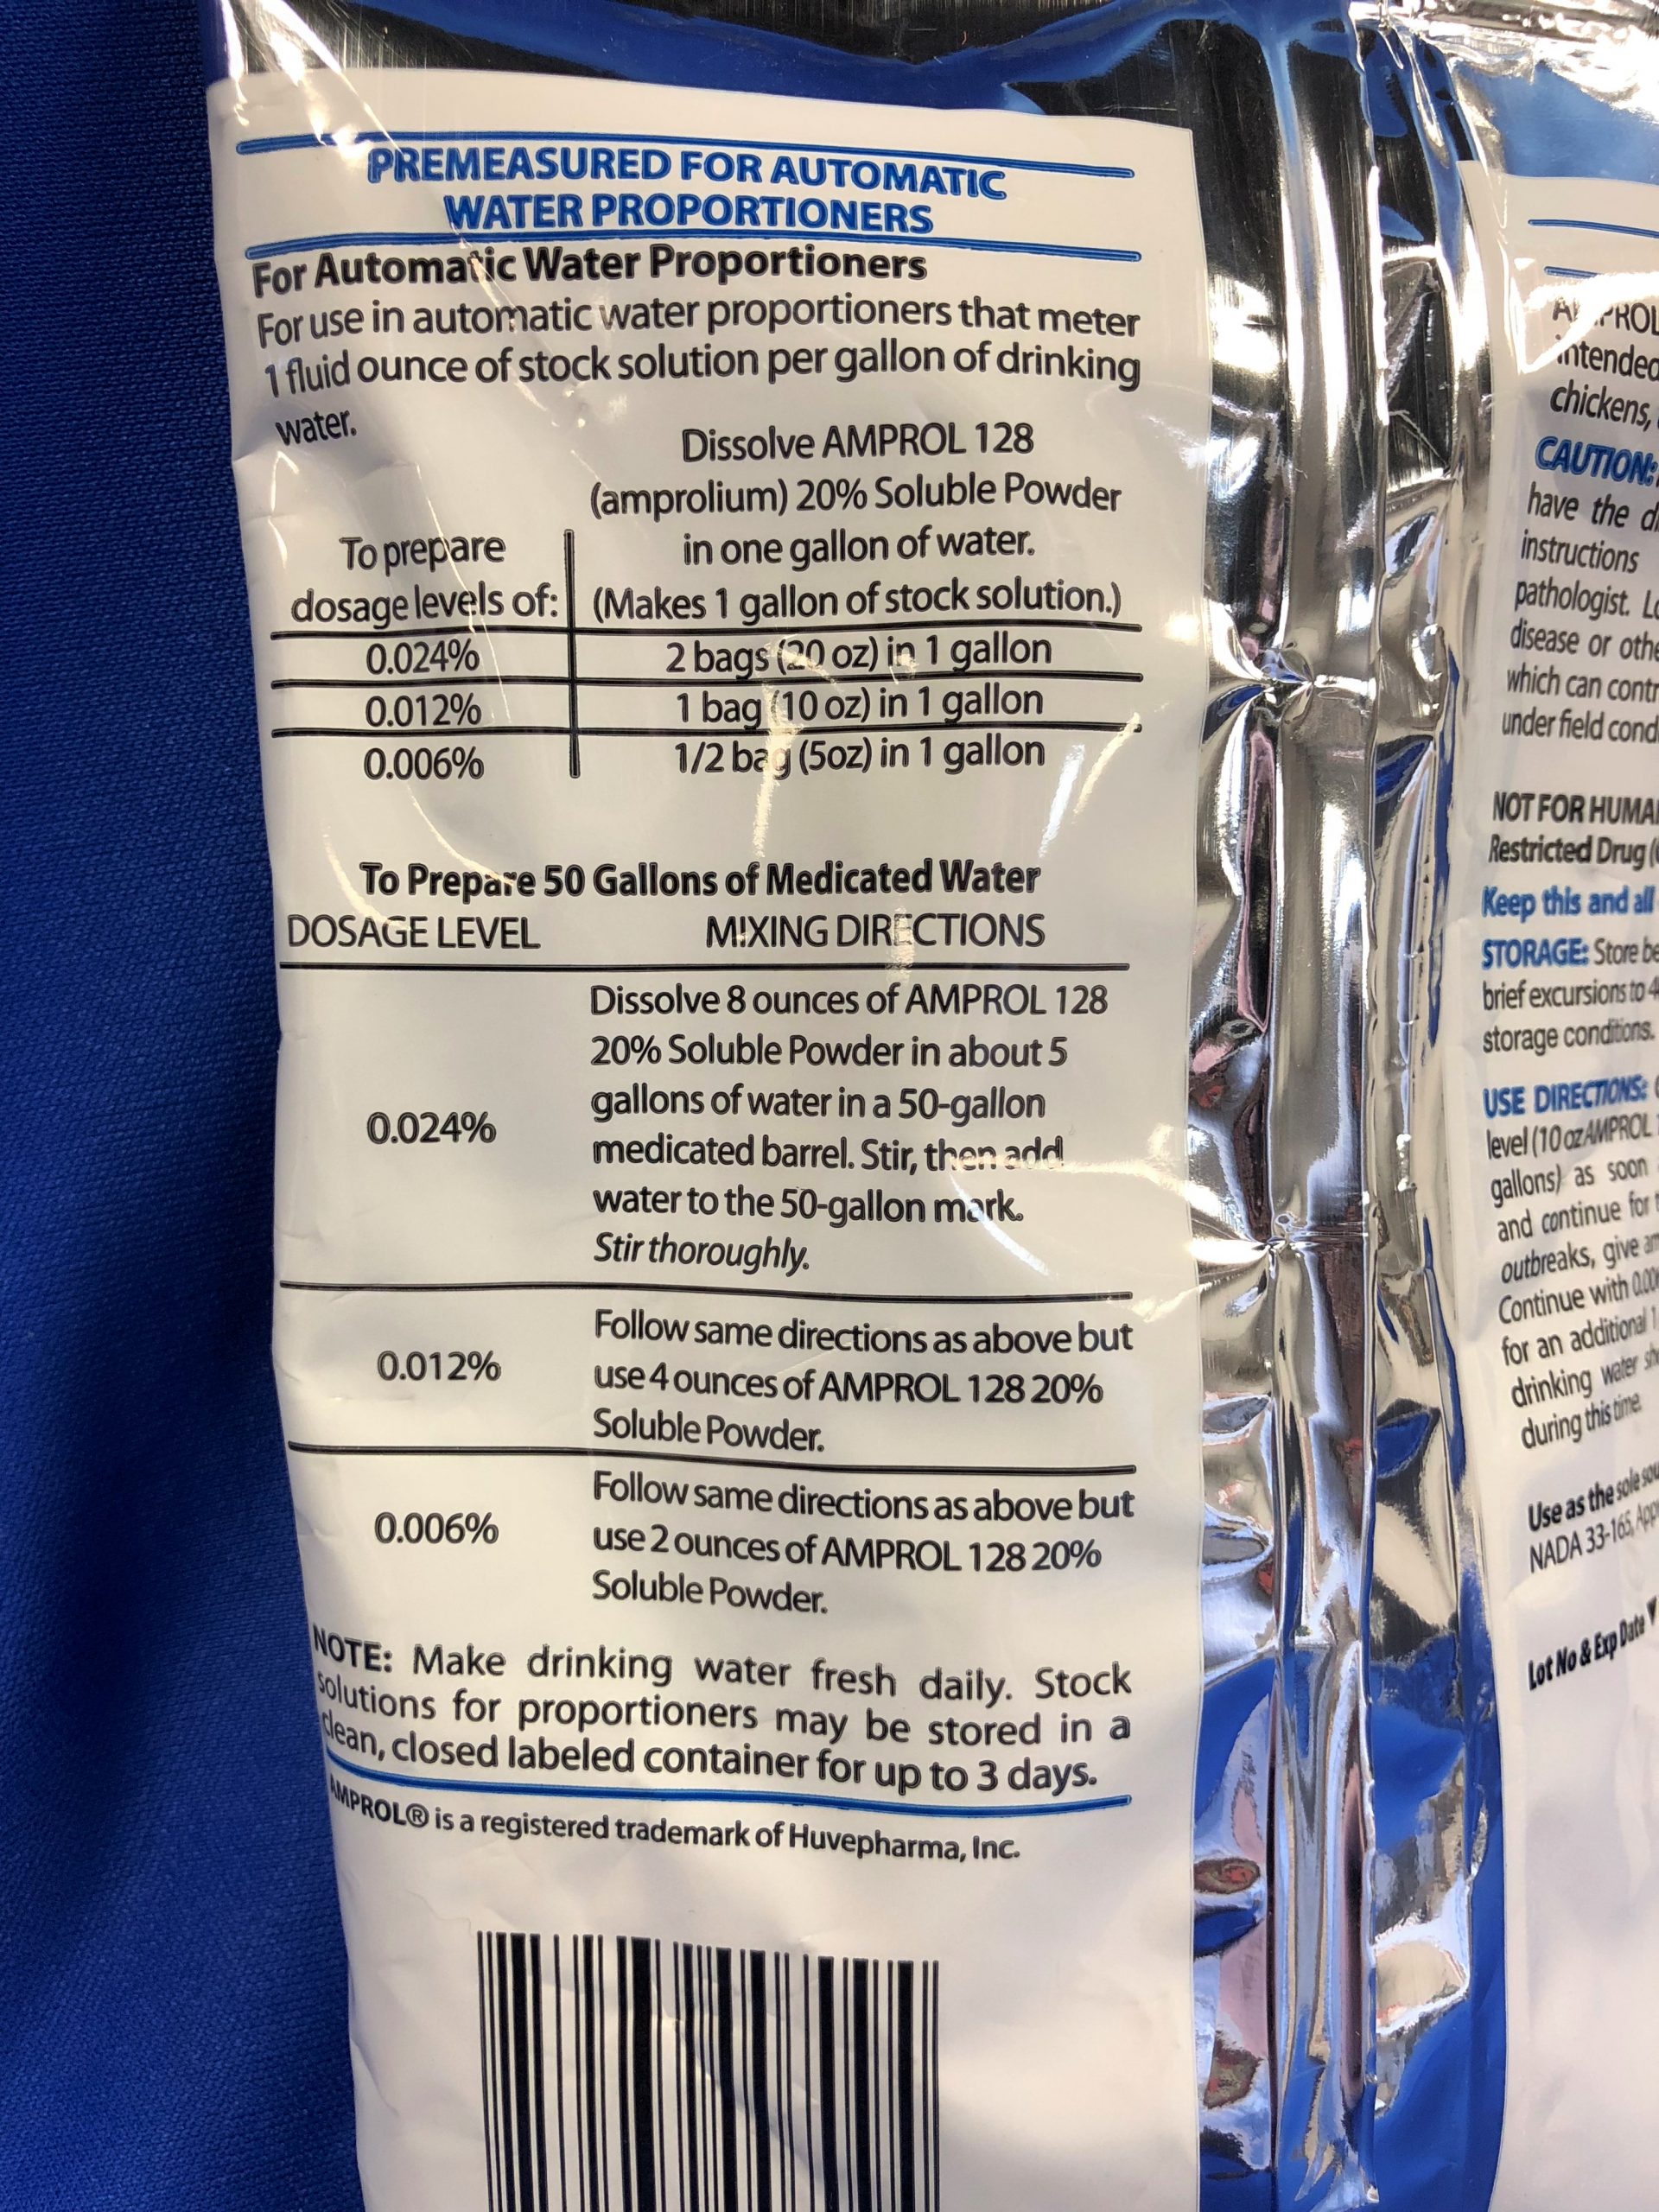 PREMEASURED FOR AUTOMATIC
WATER PROPORTIONERS
For Automatic Water Proportioners
For use in automatic water proportioners that meter
1 fluid ounce of stock solution per gallon of drinking
water.
Dissolve AMPROL 128
(amprolium) 20% Soluble Powder
To prepare in one gallon of water.
dosage levels of: (Makes 1 gallon of stock solution.)
0.024% 2 bags (20 oz) in 1 gallon
0.012% 1 bag (10 oz) in 1 gallon
0.006% 1/2 bag (5oz) in 1 gallon
To Prepare 50 Gallons of Medicated Water
DOSAGE LEVEL MIXING DIRECTIONS
Dissolve 8 ounces of AMPROL 128
20% Soluble Powder in about 5
gallons of water in a 50-gallon
0.024% medicated barrel. Stir, then add
water to the 50-gallon mark.
Stir thoroughly.
Follow same directions as above but
0.012% use 4 ounces of AMPROL 128 20%
Soluble Powder.
Follow same directions as above but
0.006% use 2 ounces of AMPROL 128 20%
Soluble Powder.
NOTE: Make drinking water fresh daily. Stock
solutions for proportioners may be stored in a
clean, closed labeled container for up to 3 days.
AMPROL® is a registered trademark of Huvepharma, Inc.
intended
chickens,
CAUTION:
have the
instructions
pathologist.
disease or
which can
under field
NOT FOR
Restricted Drug
Keep this and all
STORAGE: Store
brief excursions to
storage conditions.
USE DIRECTIONS:
level (10 oz AMPROL
gallons) as soon
and continue for
outbreaks, give
Continue with
for an additional
drinking water
during this time.
Use as the sole
NADA 33-165,
Lot No & Exp Date ▼